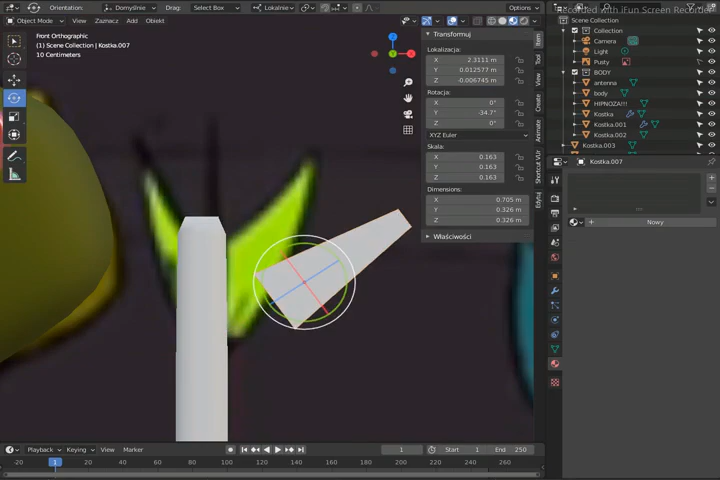 Recorded with iFun Screen Recorder
Orientation:
Domyślnie
Drag:
Select Box
Lokalnie
Options
Object Mode
View
Zaznacz
Add
Obiekt
Front Orthographic
(1) Scene Collection | Kostka.007
10 Centimeters
Z
X
Transformuj
Lokalizacja:
X 2.3111 m
Y 0.012577 m
Z -0.006745 m
Rotacja:
X 0°
Y -34.7°
Z 0°
XYZ Euler
Skala:
X 0.163
Y 0.163
Z 0.163
Dimensions:
X 0.705 m
Y 0.326 m
Z 0.326 m
Właściwości
Item
Tool
View
Create
Animate
Shortcut VUr
Edytuj
Scene Collection
Collection
Camera
Light
Pusty
BODY
antenna
body
HIPNOZA!!!
Kostka
Kostka.001
Kostka.002
Kostka.003
Kostka.007
Nowy
Playback
Keying
View
Marker
1
Start 1
End 250
-20 1 20 40 60 80 100 120 140 160 180 200 220 240 260